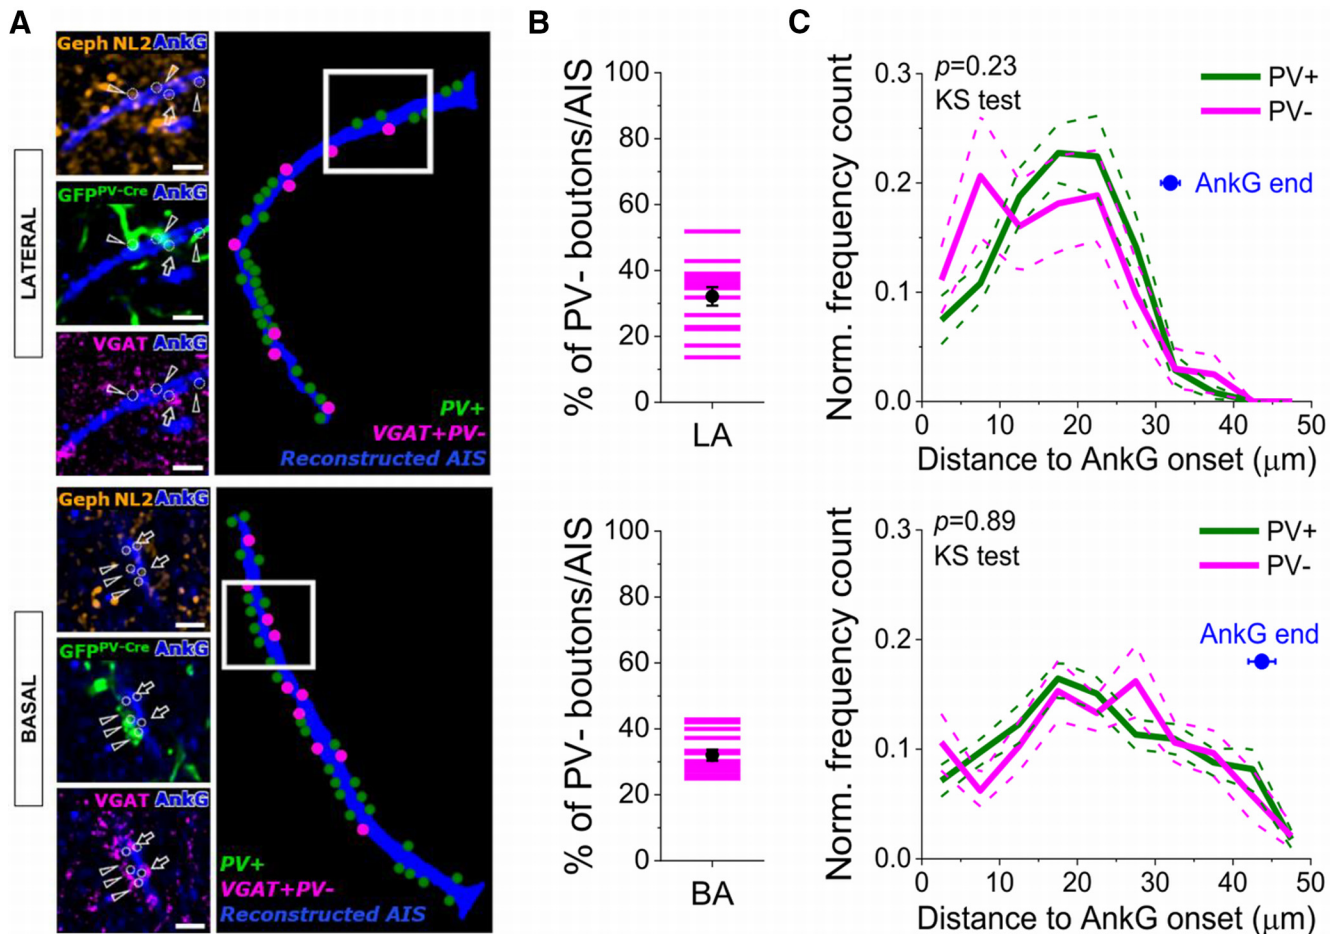 A
B
C
LATERAL
Geph NL2 AnkG
GFP^PV-Cre AnkG
VGAT AnkG
PV+
VGAT+PV-
Reconstructed AIS
% of PV- boutons/AIS
100
80
60
40
20
0
LA
Norm. frequency count
0.3
0.2
0.1
0.0
p=0.23
KS test
PV+
PV-
AnkG end
0 10 20 30 40 50
Distance to AnkG onset (μm)
BASAL
Geph NL2 AnkG
GFP^PV-Cre AnkG
VGAT AnkG
PV+
VGAT+PV-
Reconstructed AIS
% of PV- boutons/AIS
100
80
60
40
20
0
BA
Norm. frequency count
0.3
0.2
0.1
0.0
p=0.89
KS test
PV+
PV-
AnkG end
0 10 20 30 40 50
Distance to AnkG onset (μm)